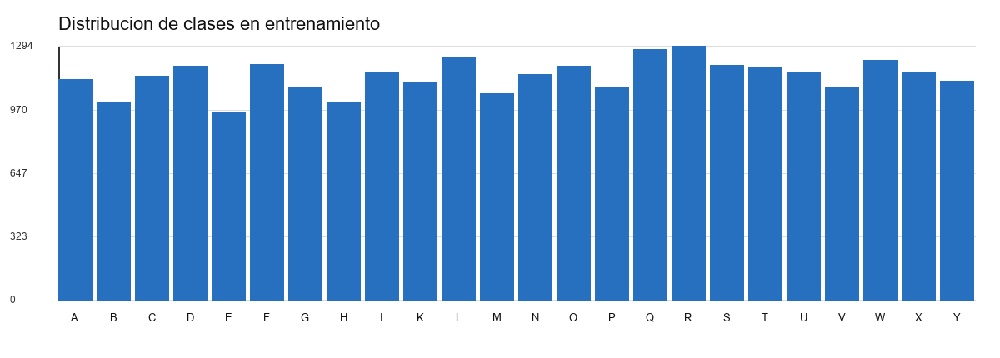 Distribucion de clases en entrenamiento
1294
970
647
323
0
A B C D E F G H I K L M N O P Q R S T U V W X Y